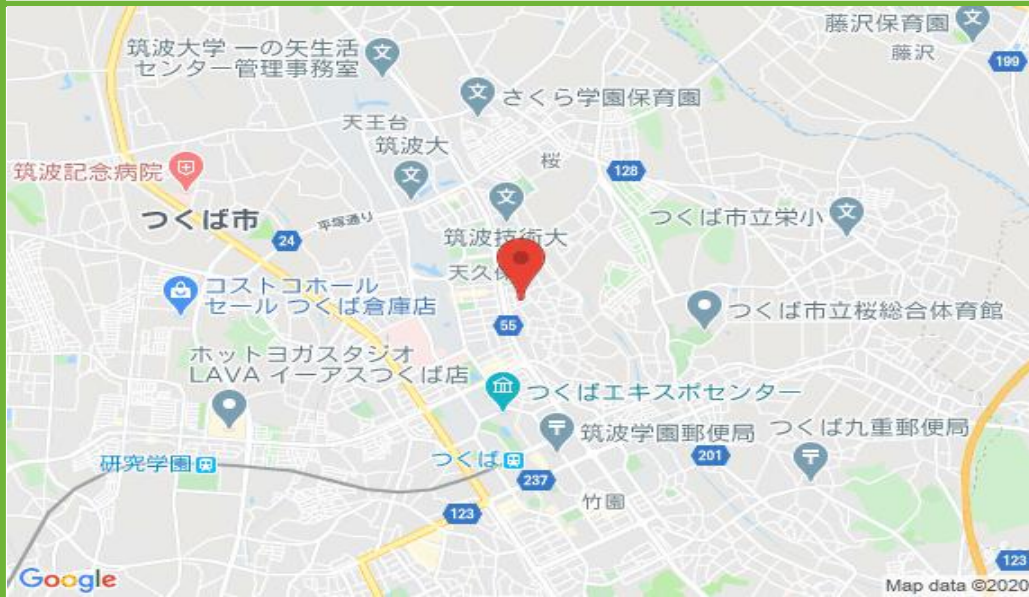 藤沢保育園
藤沢
199
筑波大学 一の矢生活
センター管理事務室
さくら学園保育園
天王台
筑波大
桜
128
筑波記念病院
つくば市
平塚通り
24
つくば市立栄小
筑波技術大
天久保
コストコホール
セール つくば倉庫店
つくば市立桜総合体育館
55
ホットヨガスタジオ
LAVA イーアスつくば店
つくばエキスポセンター
筑波学園郵便局
つくば九重郵便局
研究学園
つくば
201
237
123
竹園
123
Google
Map data ©2020